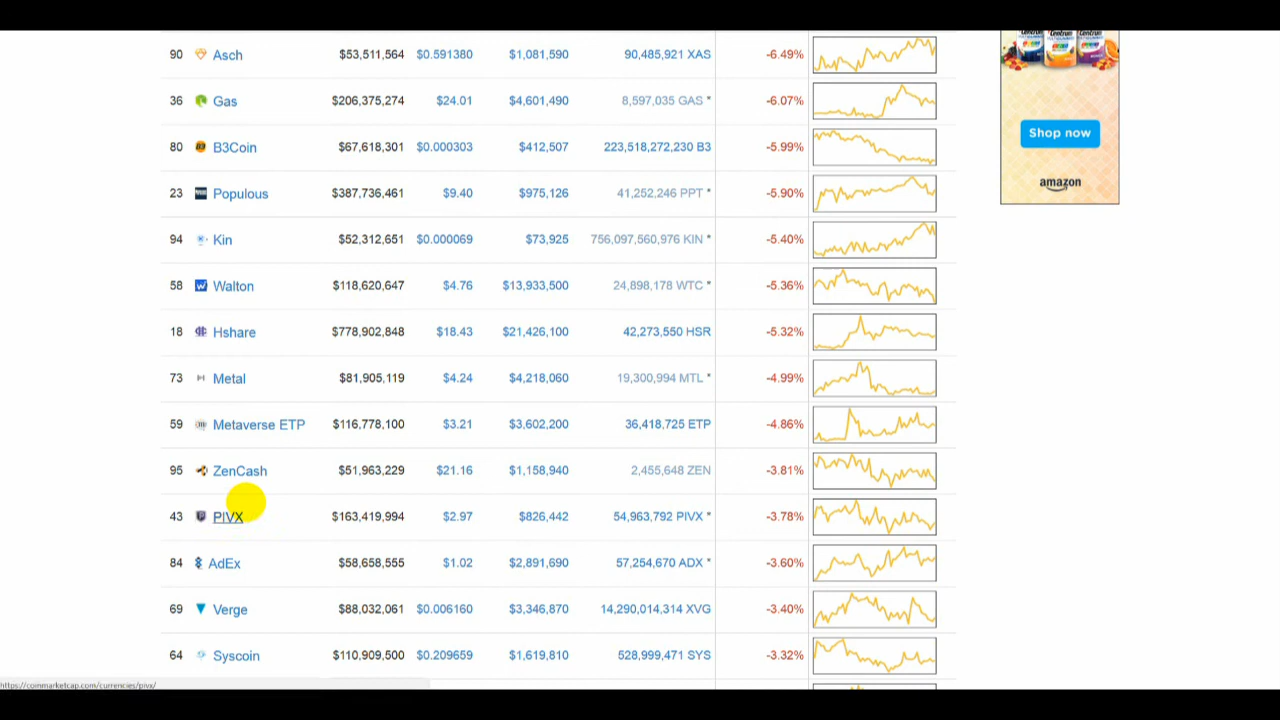 90 Asch $53,511,564 $0.591380 $1,081,590 90,485,921 XAS -6.49%
36 Gas $206,375,274 $24.01 $4,601,490 8,597,035 GAS * -6.07%
80 B3Coin $67,618,301 $0.000303 $412,507 223,518,272,230 B3 -5.99%
23 Populous $387,726,461 $9.40 $975,126 41,252,246 PPT * -5.90%
94 Kin $52,312,651 $0.000069 $73,925 756,097,560,976 KIN * -5.40%
58 Walton $118,620,647 $4.76 $13,933,500 24,898,178 WTC * -5.36%
18 Hshare $778,902,848 $18.43 $21,426,100 42,273,550 HSR -5.32%
73 Metal $81,905,119 $4.24 $4,218,060 19,300,994 MTL * -4.99%
59 Metaverse ETP $116,778,100 $3.21 $3,602,200 36,418,725 ETP -4.86%
95 ZenCash $51,963,229 $21.16 $1,158,940 2,455,648 ZEN -3.81%
43 PIVX $163,419,994 $2.97 $826,442 54,963,792 PIVX * -3.78%
84 AdEx $58,658,555 $1.02 $2,891,690 57,254,670 ADX * -3.60%
69 Verge $88,032,061 $0.006160 $3,346,870 14,290,014,314 XVG -3.40%
64 Syscoin $110,909,500 $0.209659 $1,619,810 528,999,471 SYS -3.32%
https://coinmarketcap.com/currencies/pivx/
Centrum
Shop now
amazon